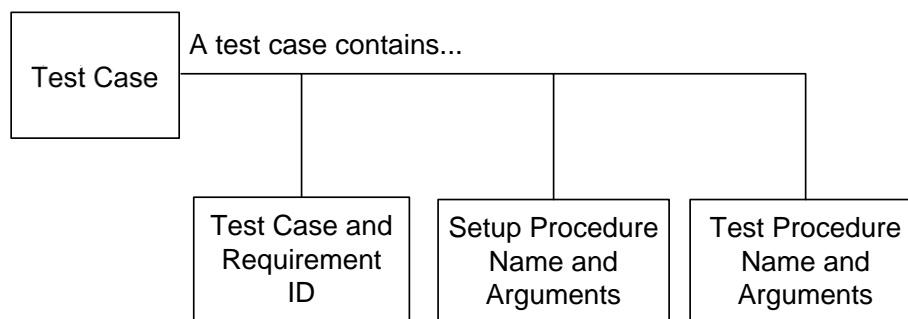 A test case contains...
Test Case
Test Case and
Requirement
ID
Setup Procedure
Name and
Arguments
Test Procedure
Name and
Arguments